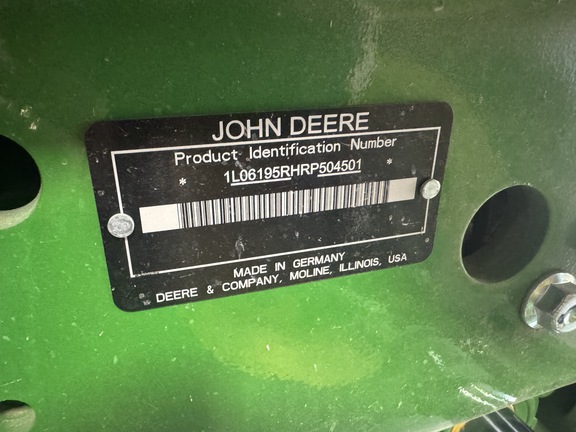 JOHN DEERE
Product Identification Number
* 1L06195RHRP504501 *
MADE IN GERMANY
DEERE & COMPANY, MOLINE, ILLINOIS, USA